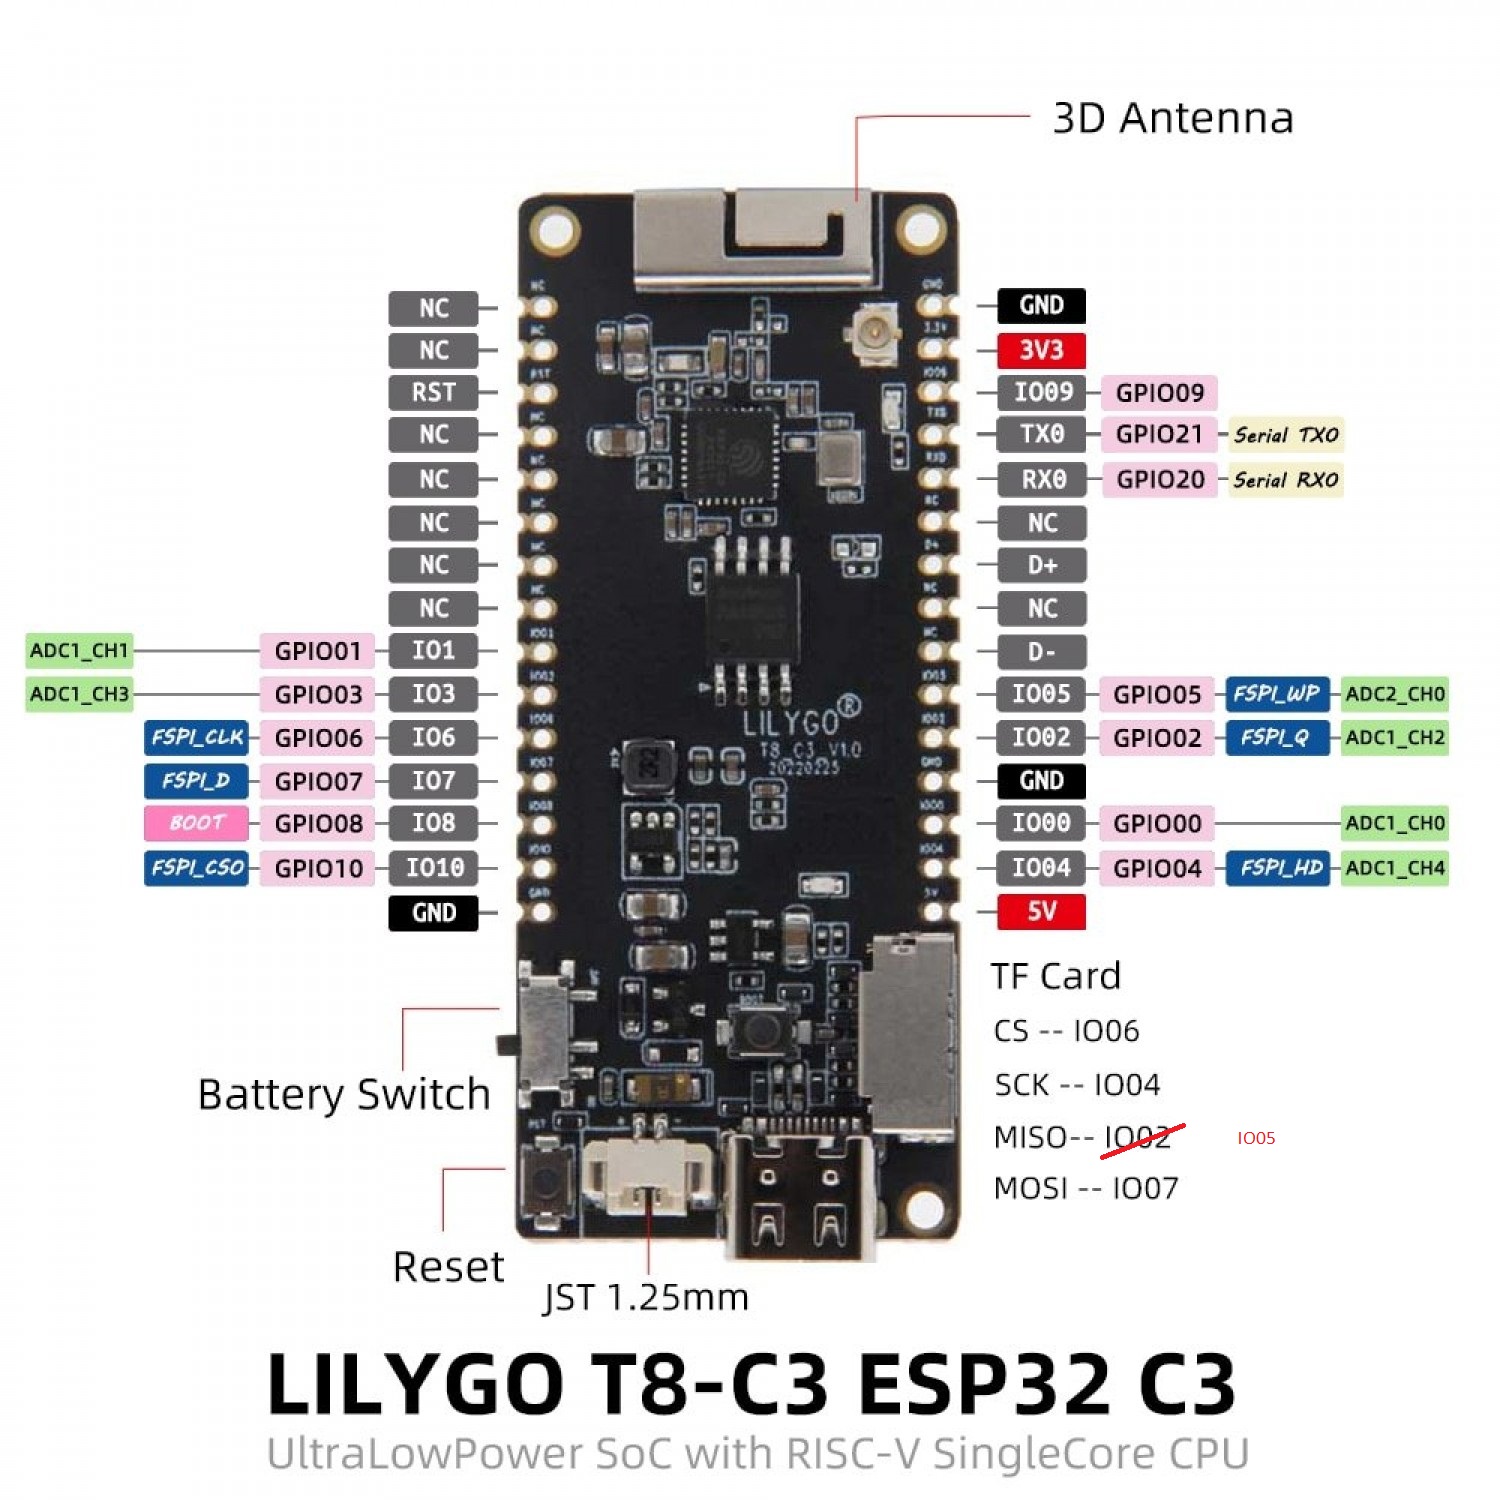 3D Antenna
NC
NC
RST
NC
NC
NC
NC
NC
ADC1_CH1 GPIO01 IO1
ADC1_CH3 GPIO03 IO3
FSPI_CLK GPIO06 IO6
FSPI_D GPIO07 IO7
BOOT GPIO08 IO8
FSPI_CSO GPIO10 IO10
GND
GND
3V3
IO09 GPIO09
TX0 GPIO21 Serial TXO
RX0 GPIO20 Serial RXO
NC
D+
NC
D-
IO05 GPIO05 FSPI_WP ADC2_CH0
IO02 GPIO02 FSPI_Q ADC1_CH2
GND
IO00 GPIO00 ADC1_CH0
IO04 GPIO04 FSPI_HD ADC1_CH4
5V
LILYGO®
T8_C3_V1.0
20220225
TF Card
CS -- IO06
SCK -- IO04
MISO-- IO02 IO05
MOSI -- IO07
Battery Switch
Reset
JST 1.25mm
LILYGO T8-C3 ESP32 C3
UltraLowPower SoC with RISC-V SingleCore CPU